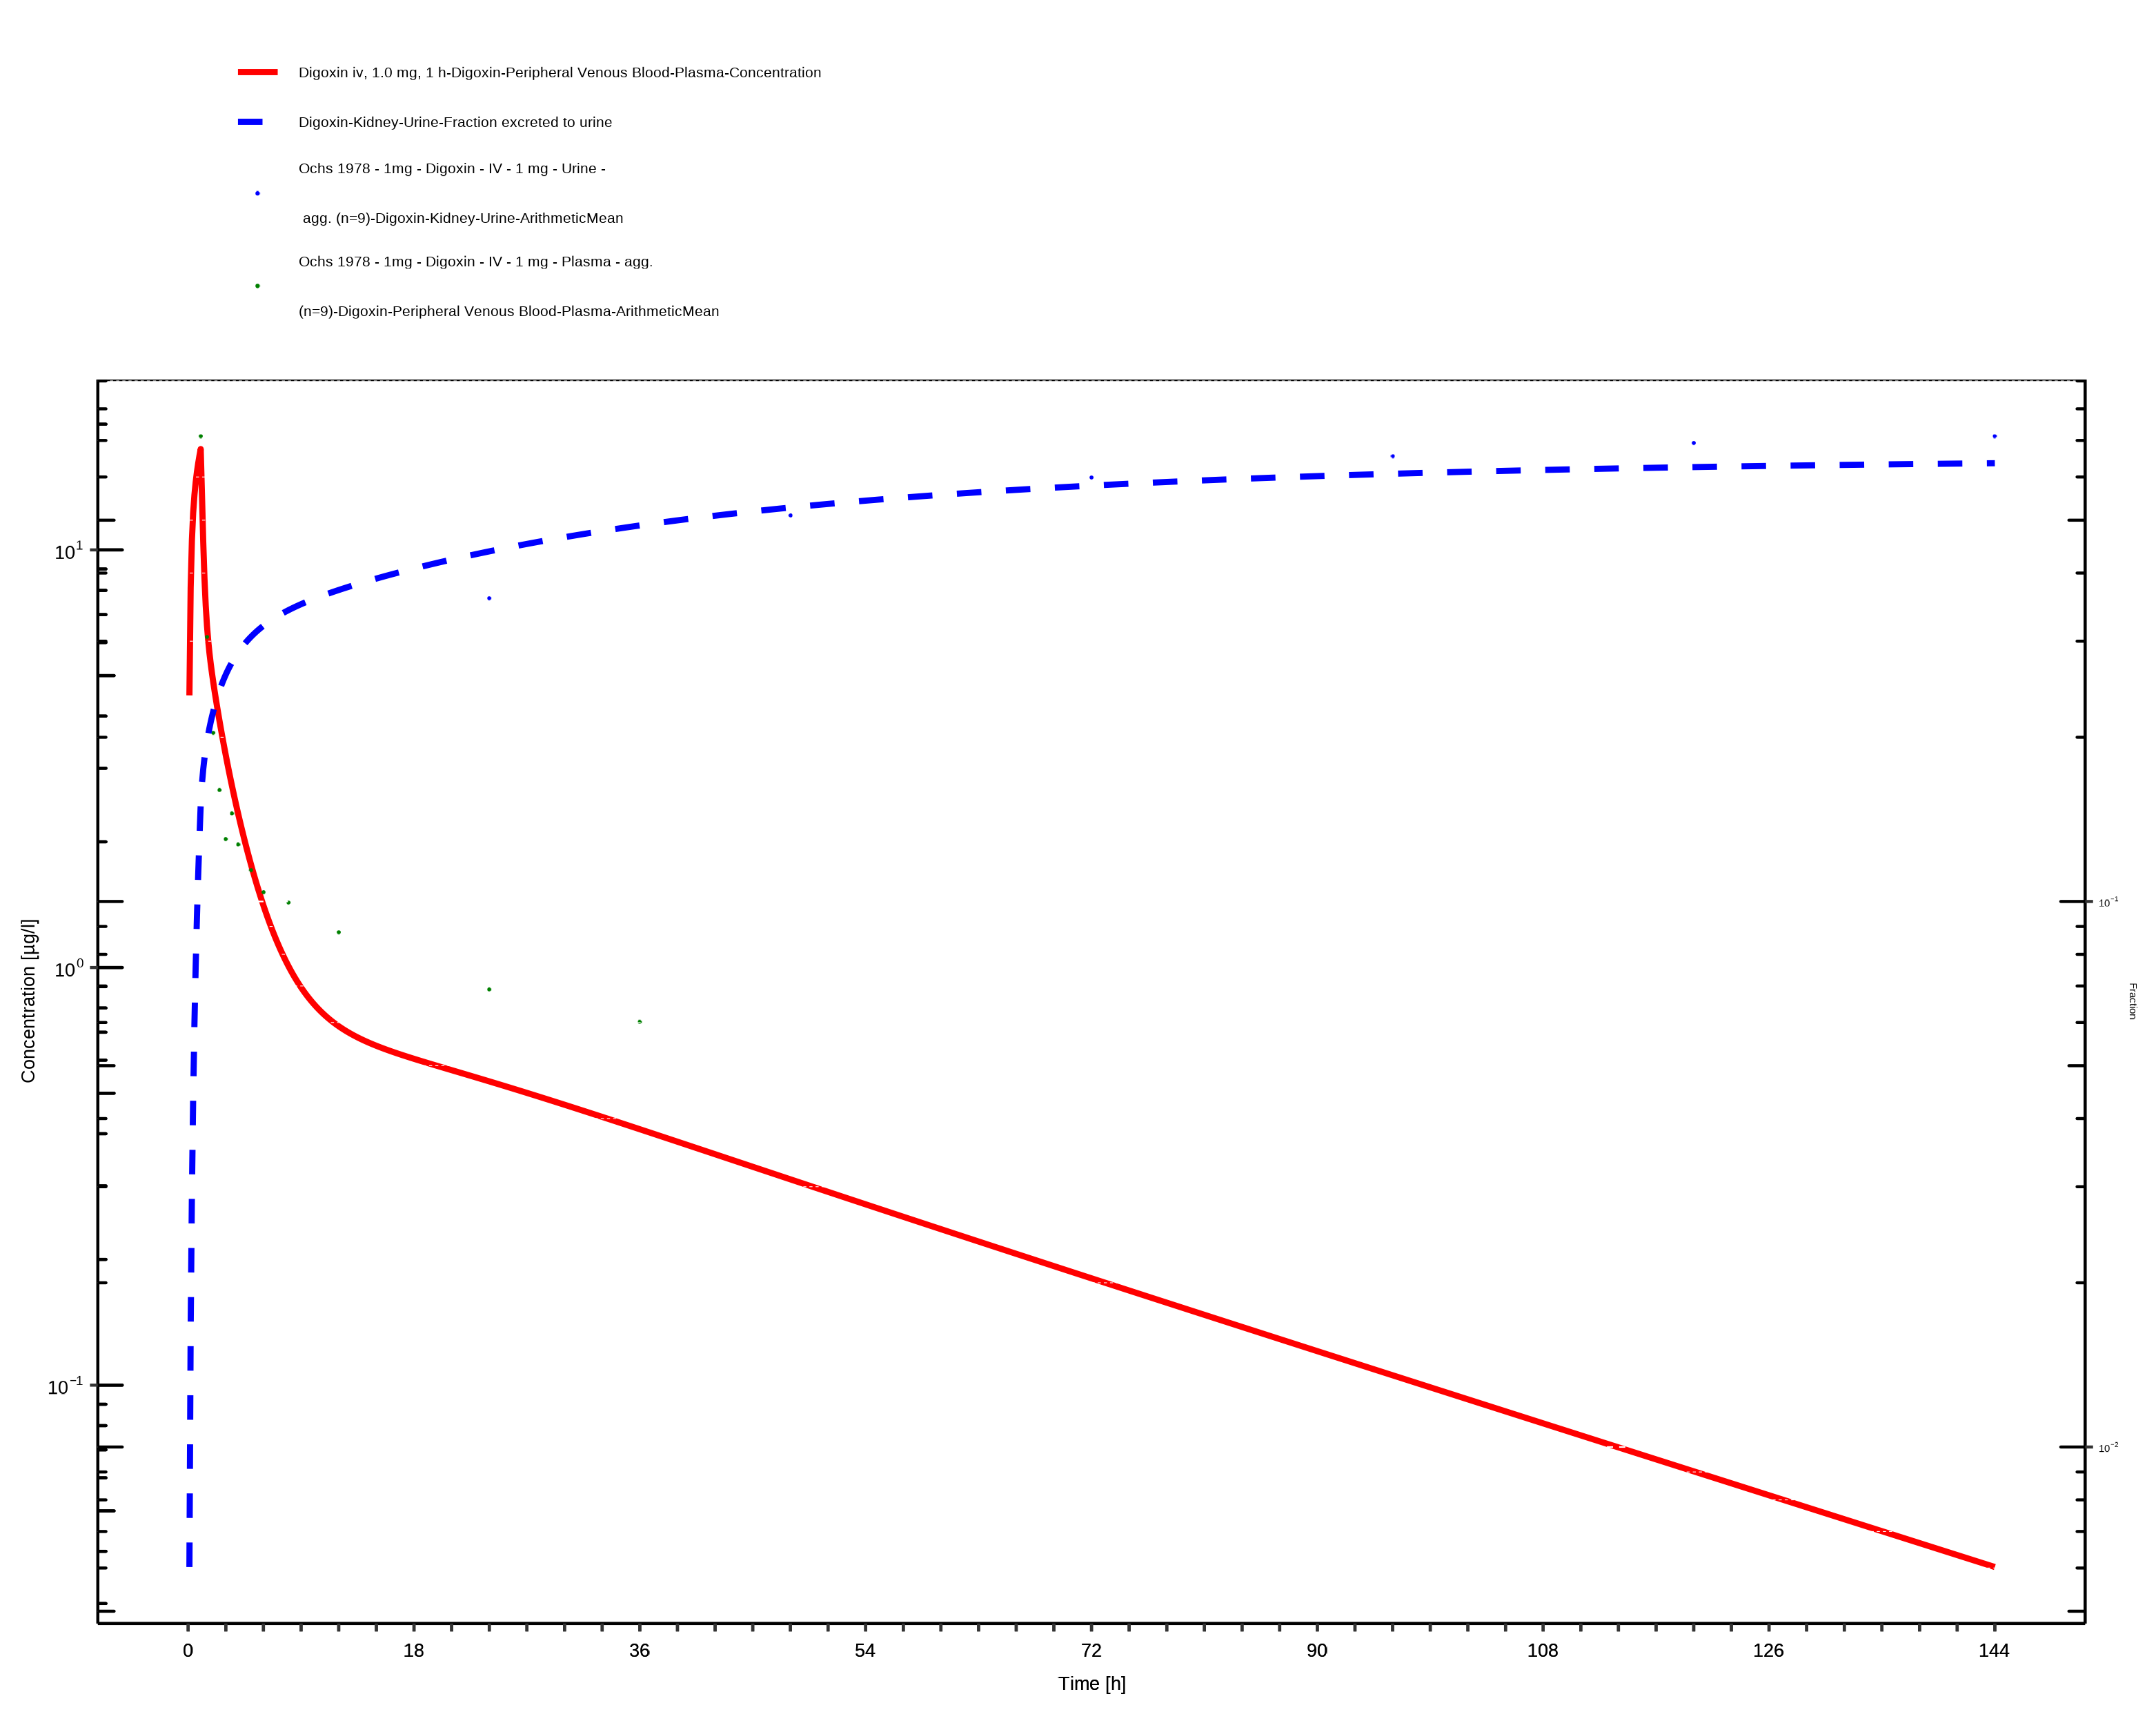 Digoxin iv, 1.0 mg, 1 h-Digoxin-Peripheral Venous Blood-Plasma-Concentration
Digoxin-Kidney-Urine-Fraction excreted to urine
Ochs 1978 - 1mg - Digoxin - IV - 1 mg - Urine -
agg. (n=9)-Digoxin-Kidney-Urine-ArithmeticMean
Ochs 1978 - 1mg - Digoxin - IV - 1 mg - Plasma - agg.
(n=9)-Digoxin-Peripheral Venous Blood-Plasma-ArithmeticMean
Concentration [µg/l]
10¹
10⁰
10⁻¹
10⁻¹
10⁻²
Fraction
0 18 36 54 72 90 108 126 144
Time [h]